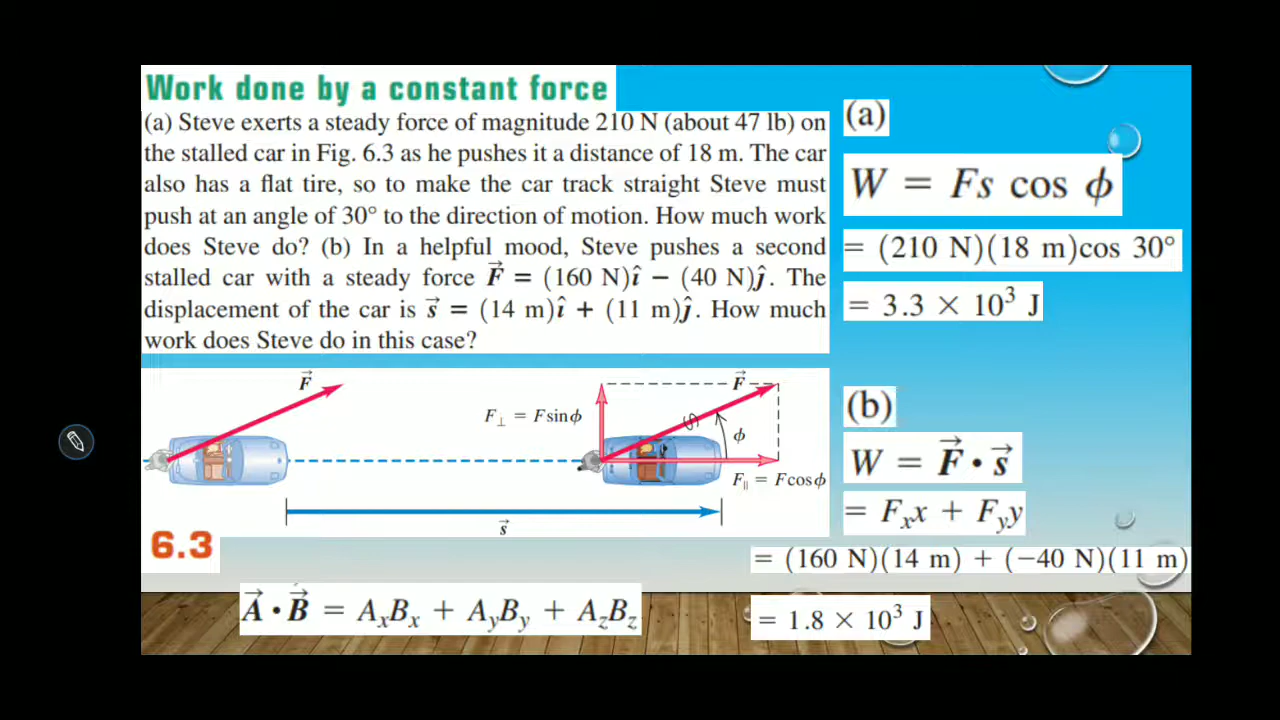 Work done by a constant force
(a) Steve exerts a steady force of magnitude 210 N (about 47 lb) on
the stalled car in Fig. 6.3 as he pushes it a distance of 18 m. The car
also has a flat tire, so to make the car track straight Steve must
push at an angle of 30° to the direction of motion. How much work
does Steve do? (b) In a helpful mood, Steve pushes a second
stalled car with a steady force F⃗ = (160 N)î − (40 N)ĵ. The
displacement of the car is s⃗ = (14 m)î + (11 m)ĵ. How much
work does Steve do in this case?
F⃗
F⊥ = F sin ϕ
F⃗
ϕ
F∥ = F cos ϕ
s⃗
6.3
A⃗ • B⃗ = AₓBₓ + A_yB_y + A_zB_z
(a)
W = Fs cos ϕ
= (210 N)(18 m)cos 30°
= 3.3 × 10³ J
(b)
W = F⃗ • s⃗
= Fₓx + F_yy
= (160 N)(14 m) + (−40 N)(11 m)
= 1.8 × 10³ J